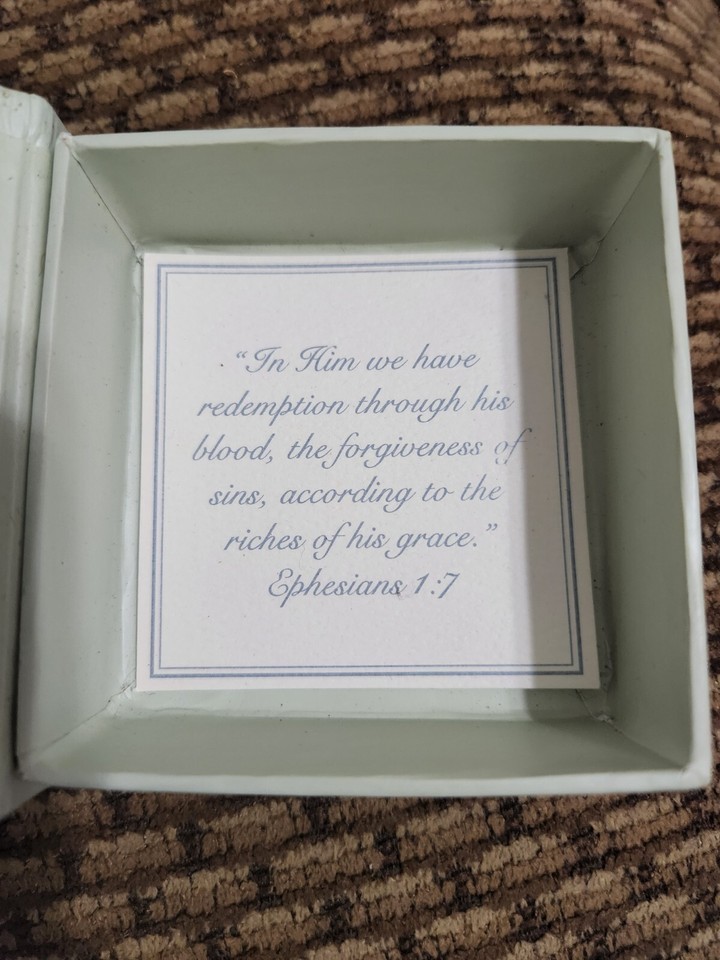 “In Him we have
redemption through his
blood, the forgiveness of
sins, according to the
riches of his grace.”
Ephesians 1:7